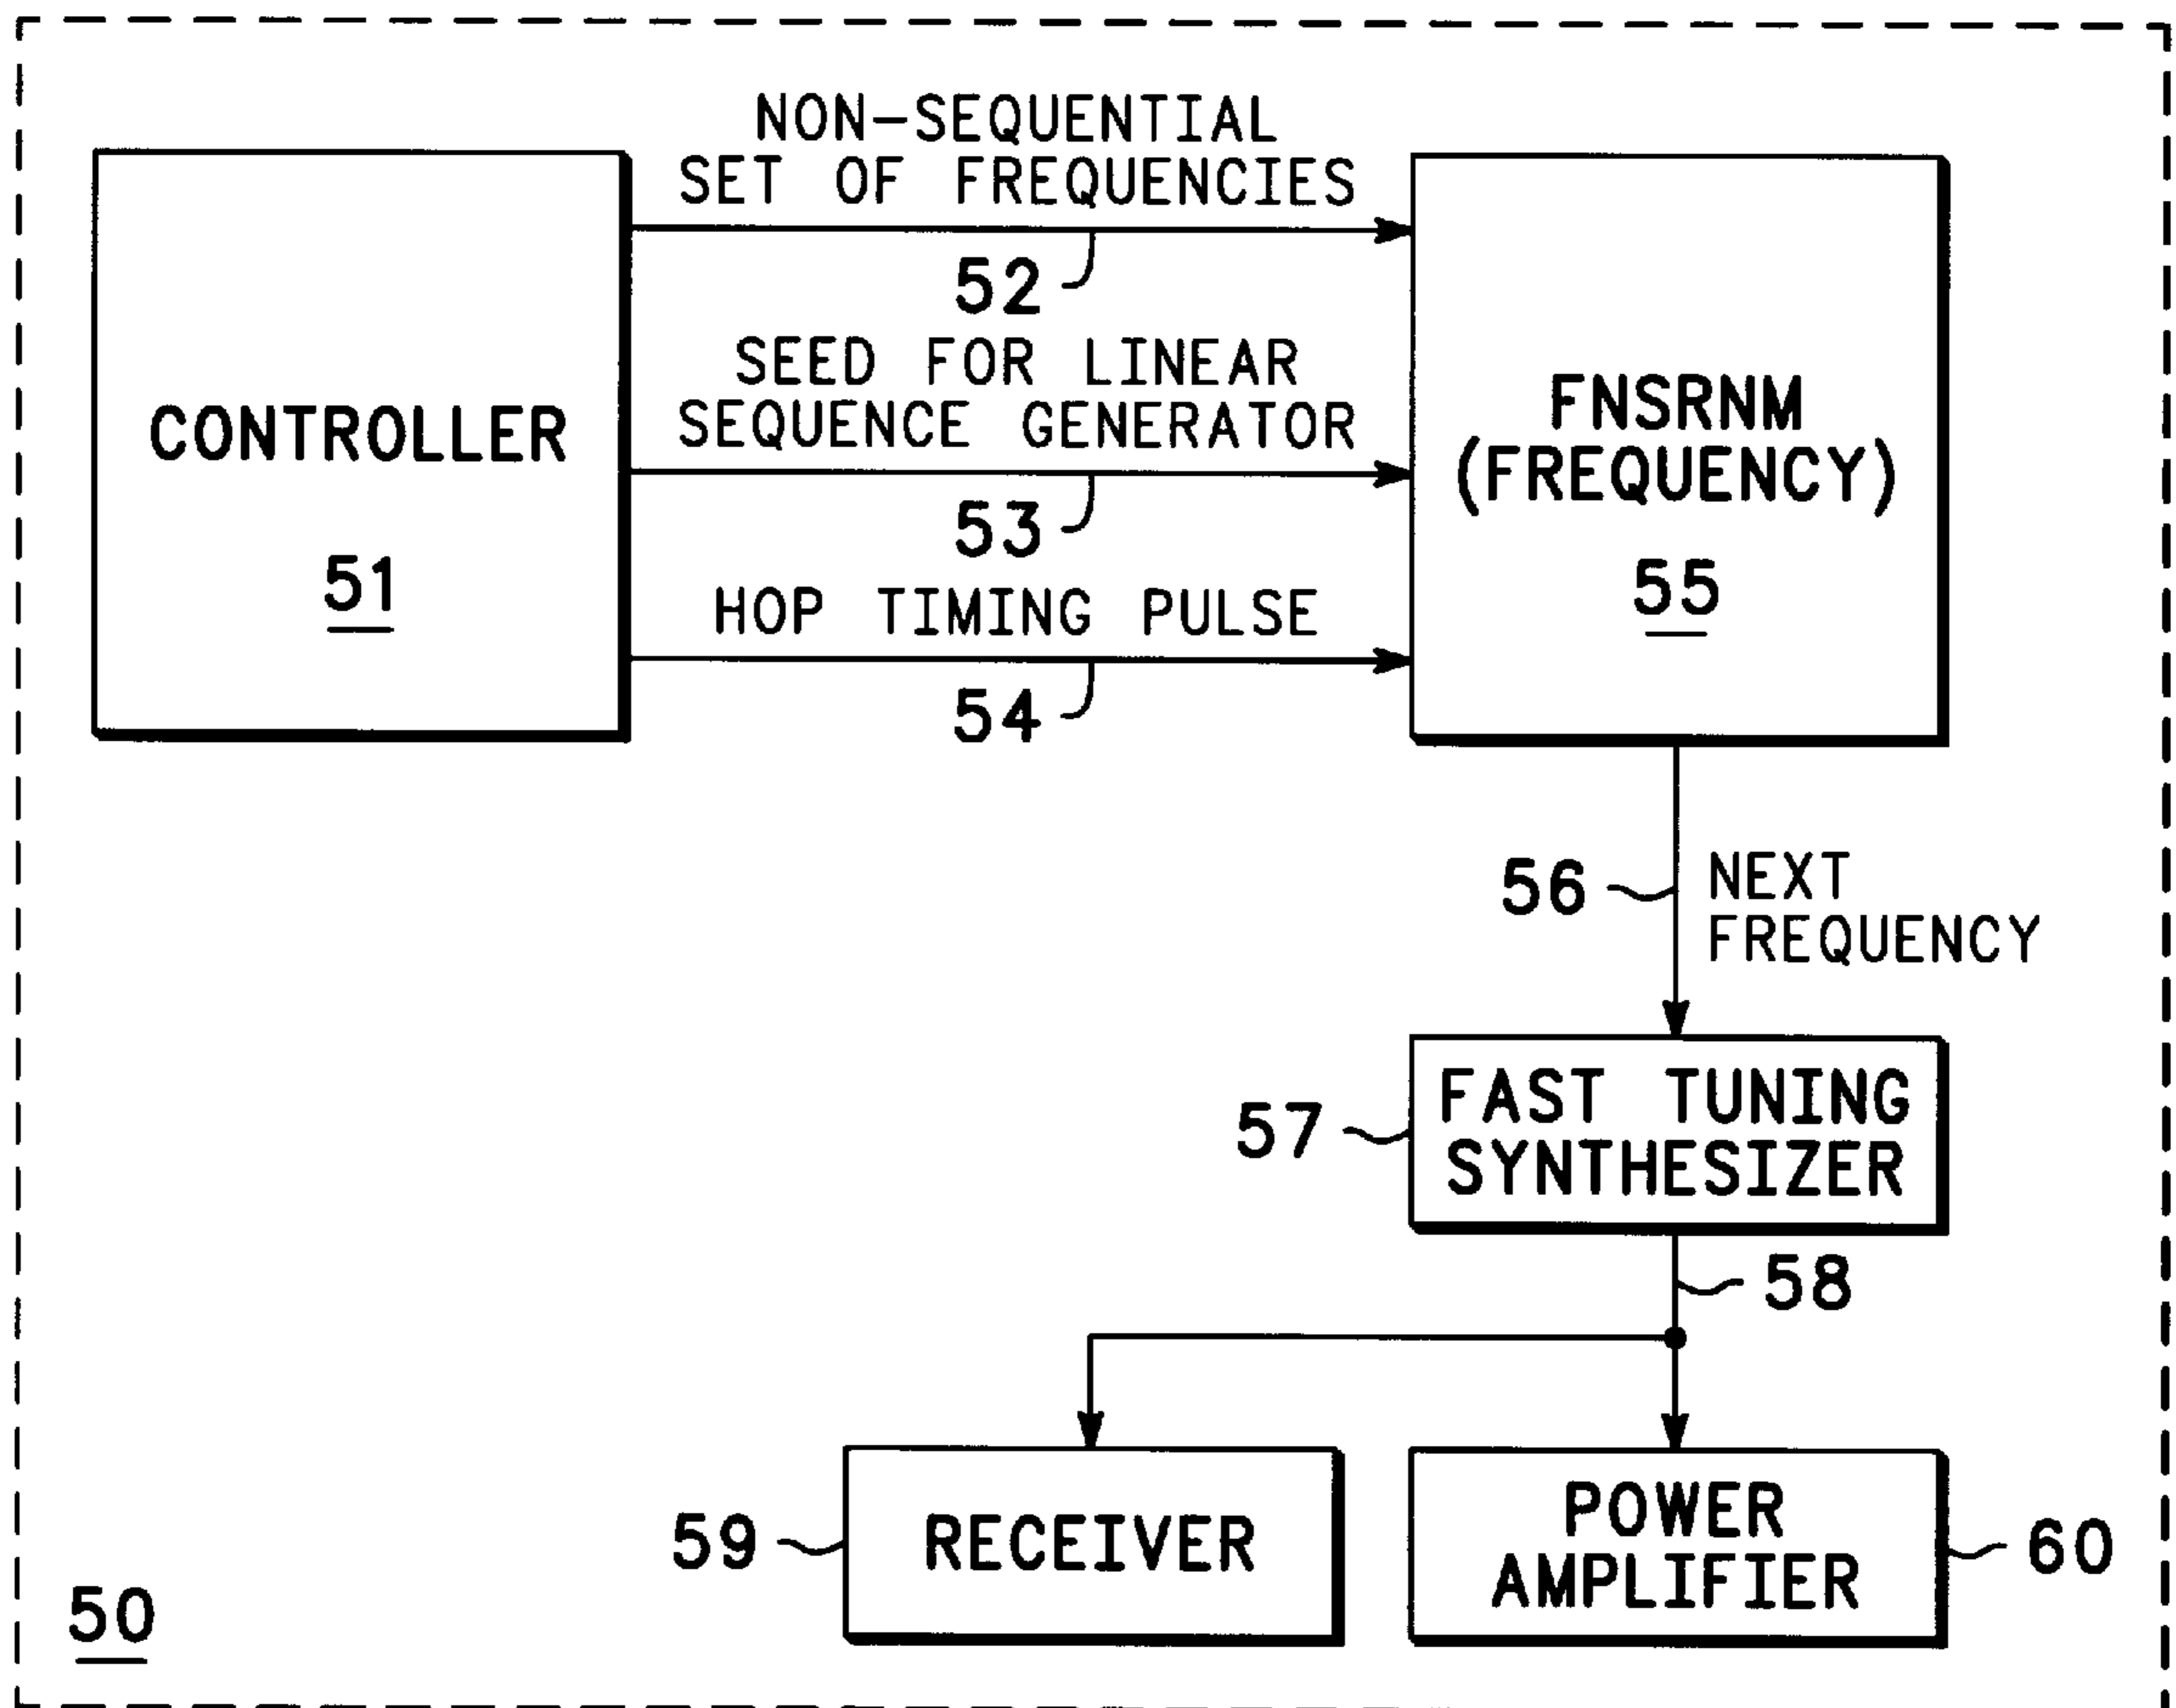 NON-SEQUENTIAL
SET OF FREQUENCIES
52
SEED FOR LINEAR
SEQUENCE GENERATOR
53
HOP TIMING PULSE
54
CONTROLLER
51
FNSRNM
(FREQUENCY)
55
56
NEXT
FREQUENCY
57
FAST TUNING
SYNTHESIZER
58
59
RECEIVER
POWER
AMPLIFIER
60
50